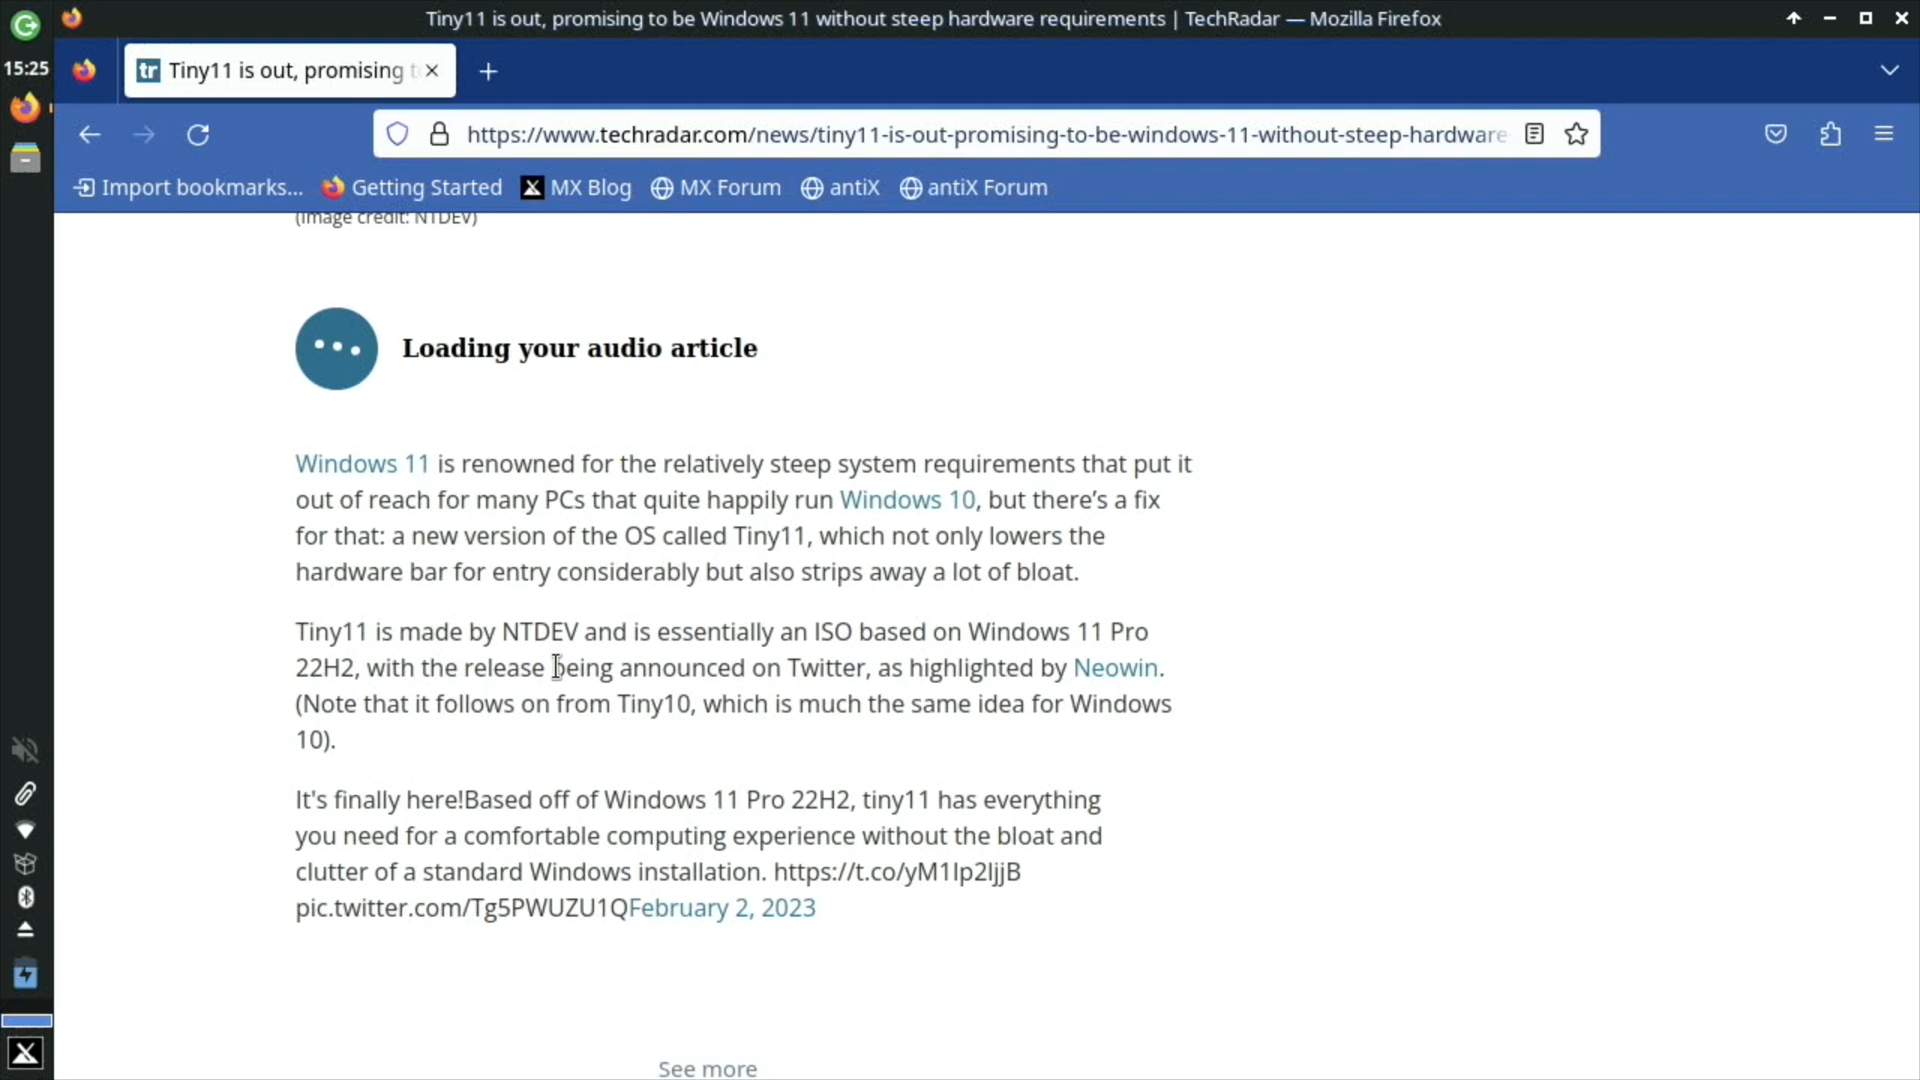 Tiny11 is out, promising to be Windows 11 without steep hardware requirements | TechRadar — Mozilla Firefox
15:25
tr Tiny11 is out, promising t
https://www.techradar.com/news/tiny11-is-out-promising-to-be-windows-11-without-steep-hardware-
Import bookmarks... Getting Started MX Blog MX Forum antiX antiX Forum
(Image credit: NTDEV)
Loading your audio article
Windows 11 is renowned for the relatively steep system requirements that put it
out of reach for many PCs that quite happily run Windows 10, but there’s a fix
for that: a new version of the OS called Tiny11, which not only lowers the
hardware bar for entry considerably but also strips away a lot of bloat.
Tiny11 is made by NTDEV and is essentially an ISO based on Windows 11 Pro
22H2, with the release being announced on Twitter, as highlighted by Neowin.
(Note that it follows on from Tiny10, which is much the same idea for Windows
10).
It's finally here!Based off of Windows 11 Pro 22H2, tiny11 has everything
you need for a comfortable computing experience without the bloat and
clutter of a standard Windows installation. https://t.co/yM1Ip2IjjB
pic.twitter.com/Tg5PWUZU1QFebruary 2, 2023
See more